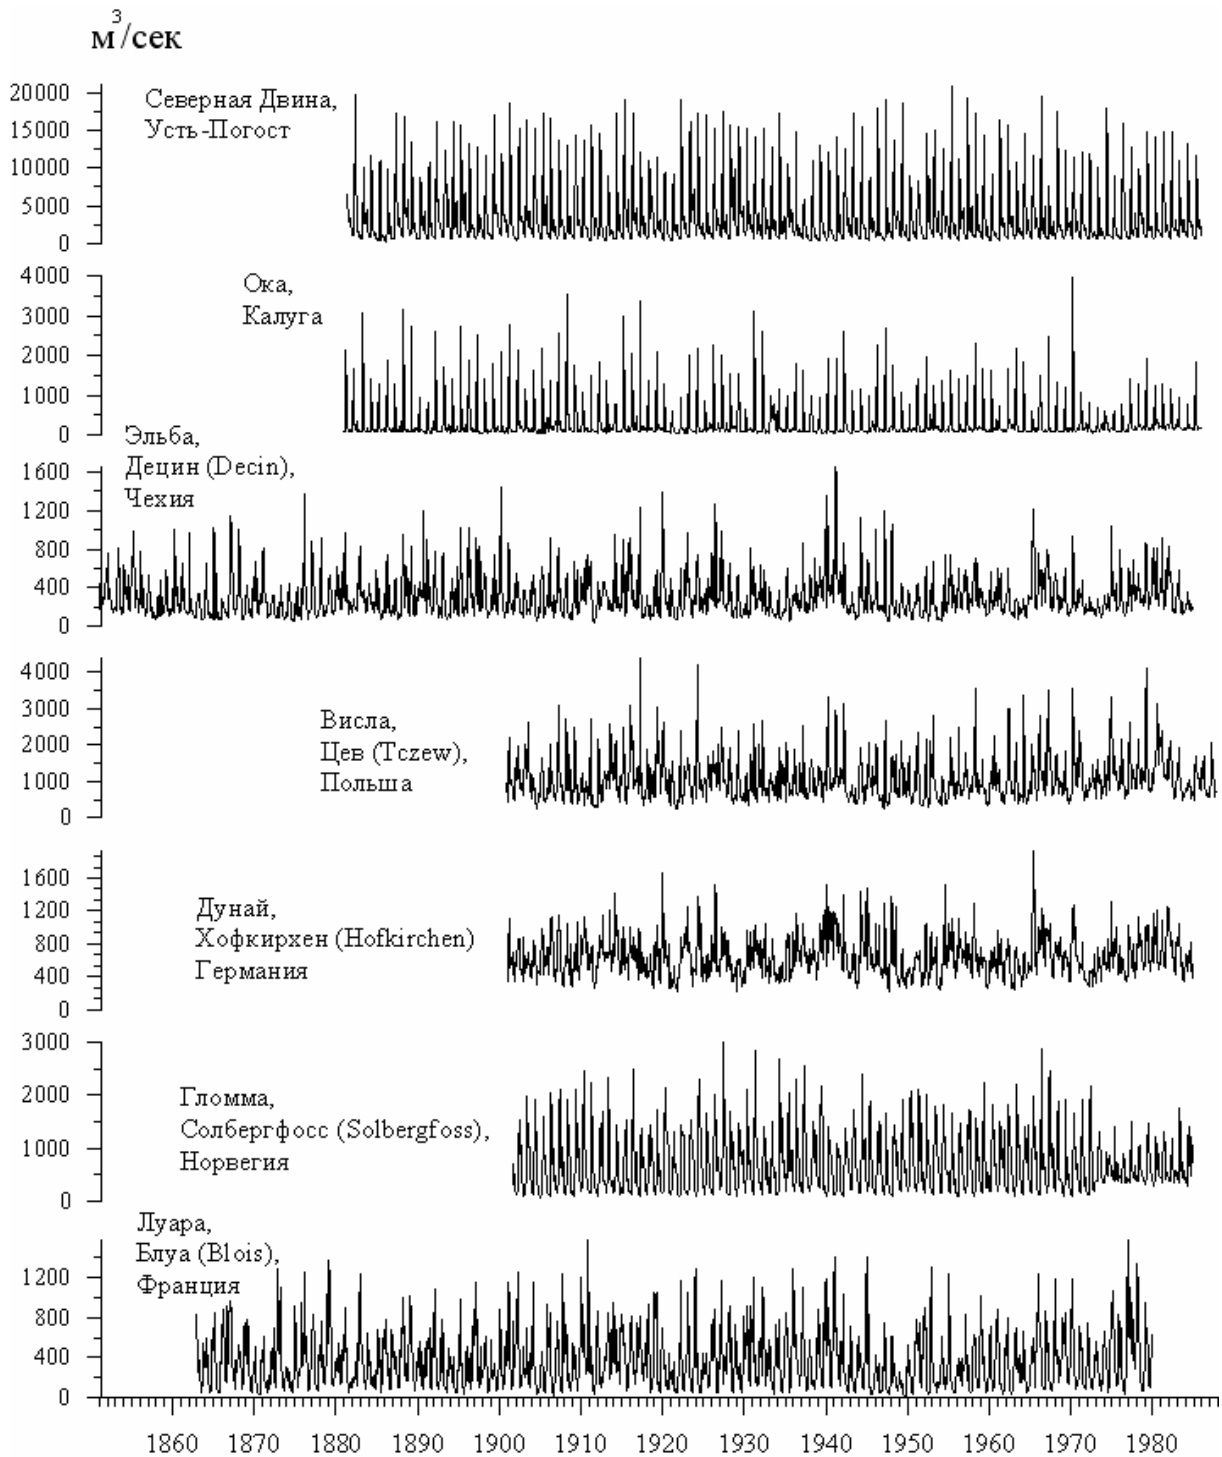 м³/сек
20000
15000
10000
5000
0
Северная Двина,
Усть-Погост
4000
3000
2000
1000
0
Ока,
Калуга
1600
1200
800
400
0
Эльба,
Децин (Decin),
Чехия
4000
3000
2000
1000
0
Висла,
Цев (Tczew),
Польша
1600
1200
800
400
0
Дунай,
Хофкирхен (Hofkirchen)
Германия
3000
2000
1000
0
Гломма,
Солбергфосс (Solbergfoss),
Норвегия
1200
800
400
0
Луара,
Блуа (Blois),
Франция
1860 1870 1880 1890 1900 1910 1920 1930 1940 1950 1960 1970 1980